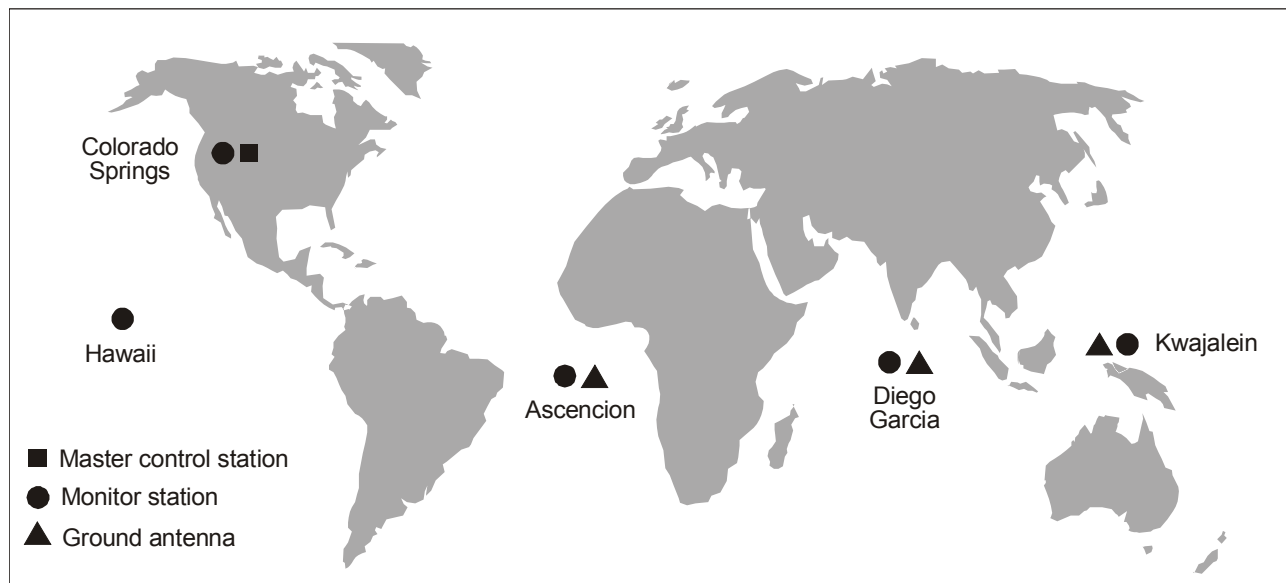 Colorado
Springs
Hawaii
Ascencion
Diego
Garcia
Kwajalein
Master control station
Monitor station
Ground antenna